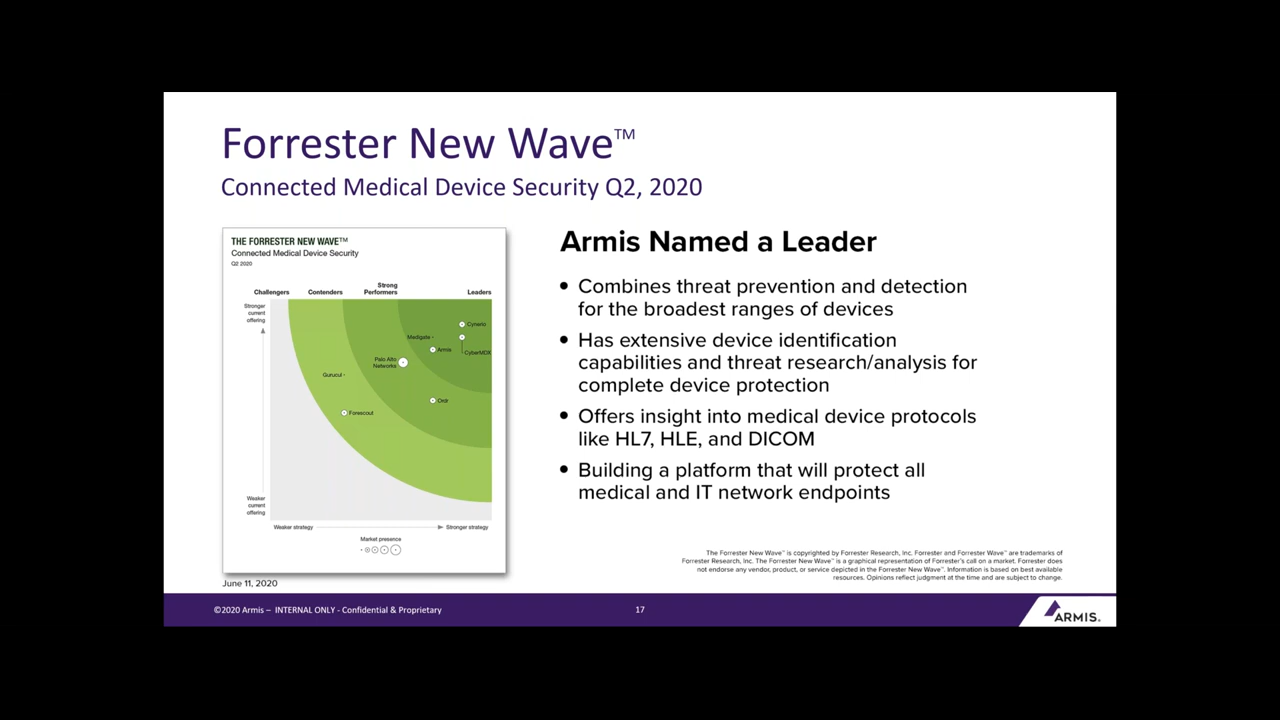 Forrester New Wave™
Connected Medical Device Security Q2, 2020
THE FORRESTER NEW WAVE™
Connected Medical Device Security
Q2 2020
Challengers
Contenders
Strong
Performers
Leaders
Stronger
current
offering
Cynerio
Medigate
CyberMDX
Armis
Palo Alto
Networks
Gurucul
Ordr
Forescout
Weaker
current
offering
Weaker strategy
Stronger strategy
Market presence
June 11, 2020
Armis Named a Leader
• Combines threat prevention and detection
for the broadest ranges of devices
• Has extensive device identification
capabilities and threat research/analysis for
complete device protection
• Offers insight into medical device protocols
like HL7, HLE, and DICOM
• Building a platform that will protect all
medical and IT network endpoints
The Forrester New Wave™ is copyrighted by Forrester Research, Inc. Forrester and Forrester Wave™ are trademarks of
Forrester Research, Inc. The Forrester New Wave™ is a graphical representation of Forrester's call on a market. Forrester does
not endorse any vendor, product, or service depicted in the Forrester New Wave™. Information is based on best available
resources. Opinions reflect judgment at the time and are subject to change.
©2020 Armis – INTERNAL ONLY - Confidential & Proprietary
17
ARMIS.